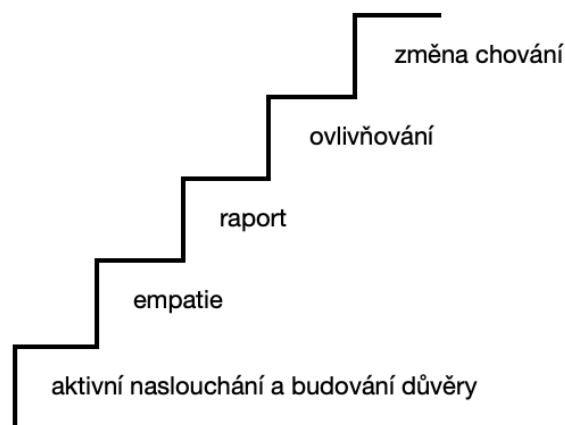 změna chování
ovlivňování
raport
empatie
aktivní naslouchání a budování důvěry